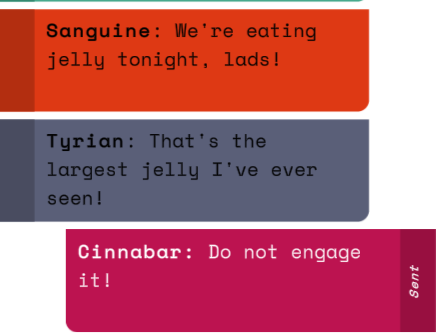 Sanguine: We're eating
jelly tonight, lads!
Tyrian: That's the
largest jelly I've ever
seen!
Cinnabar: Do not engage
it!
Sent